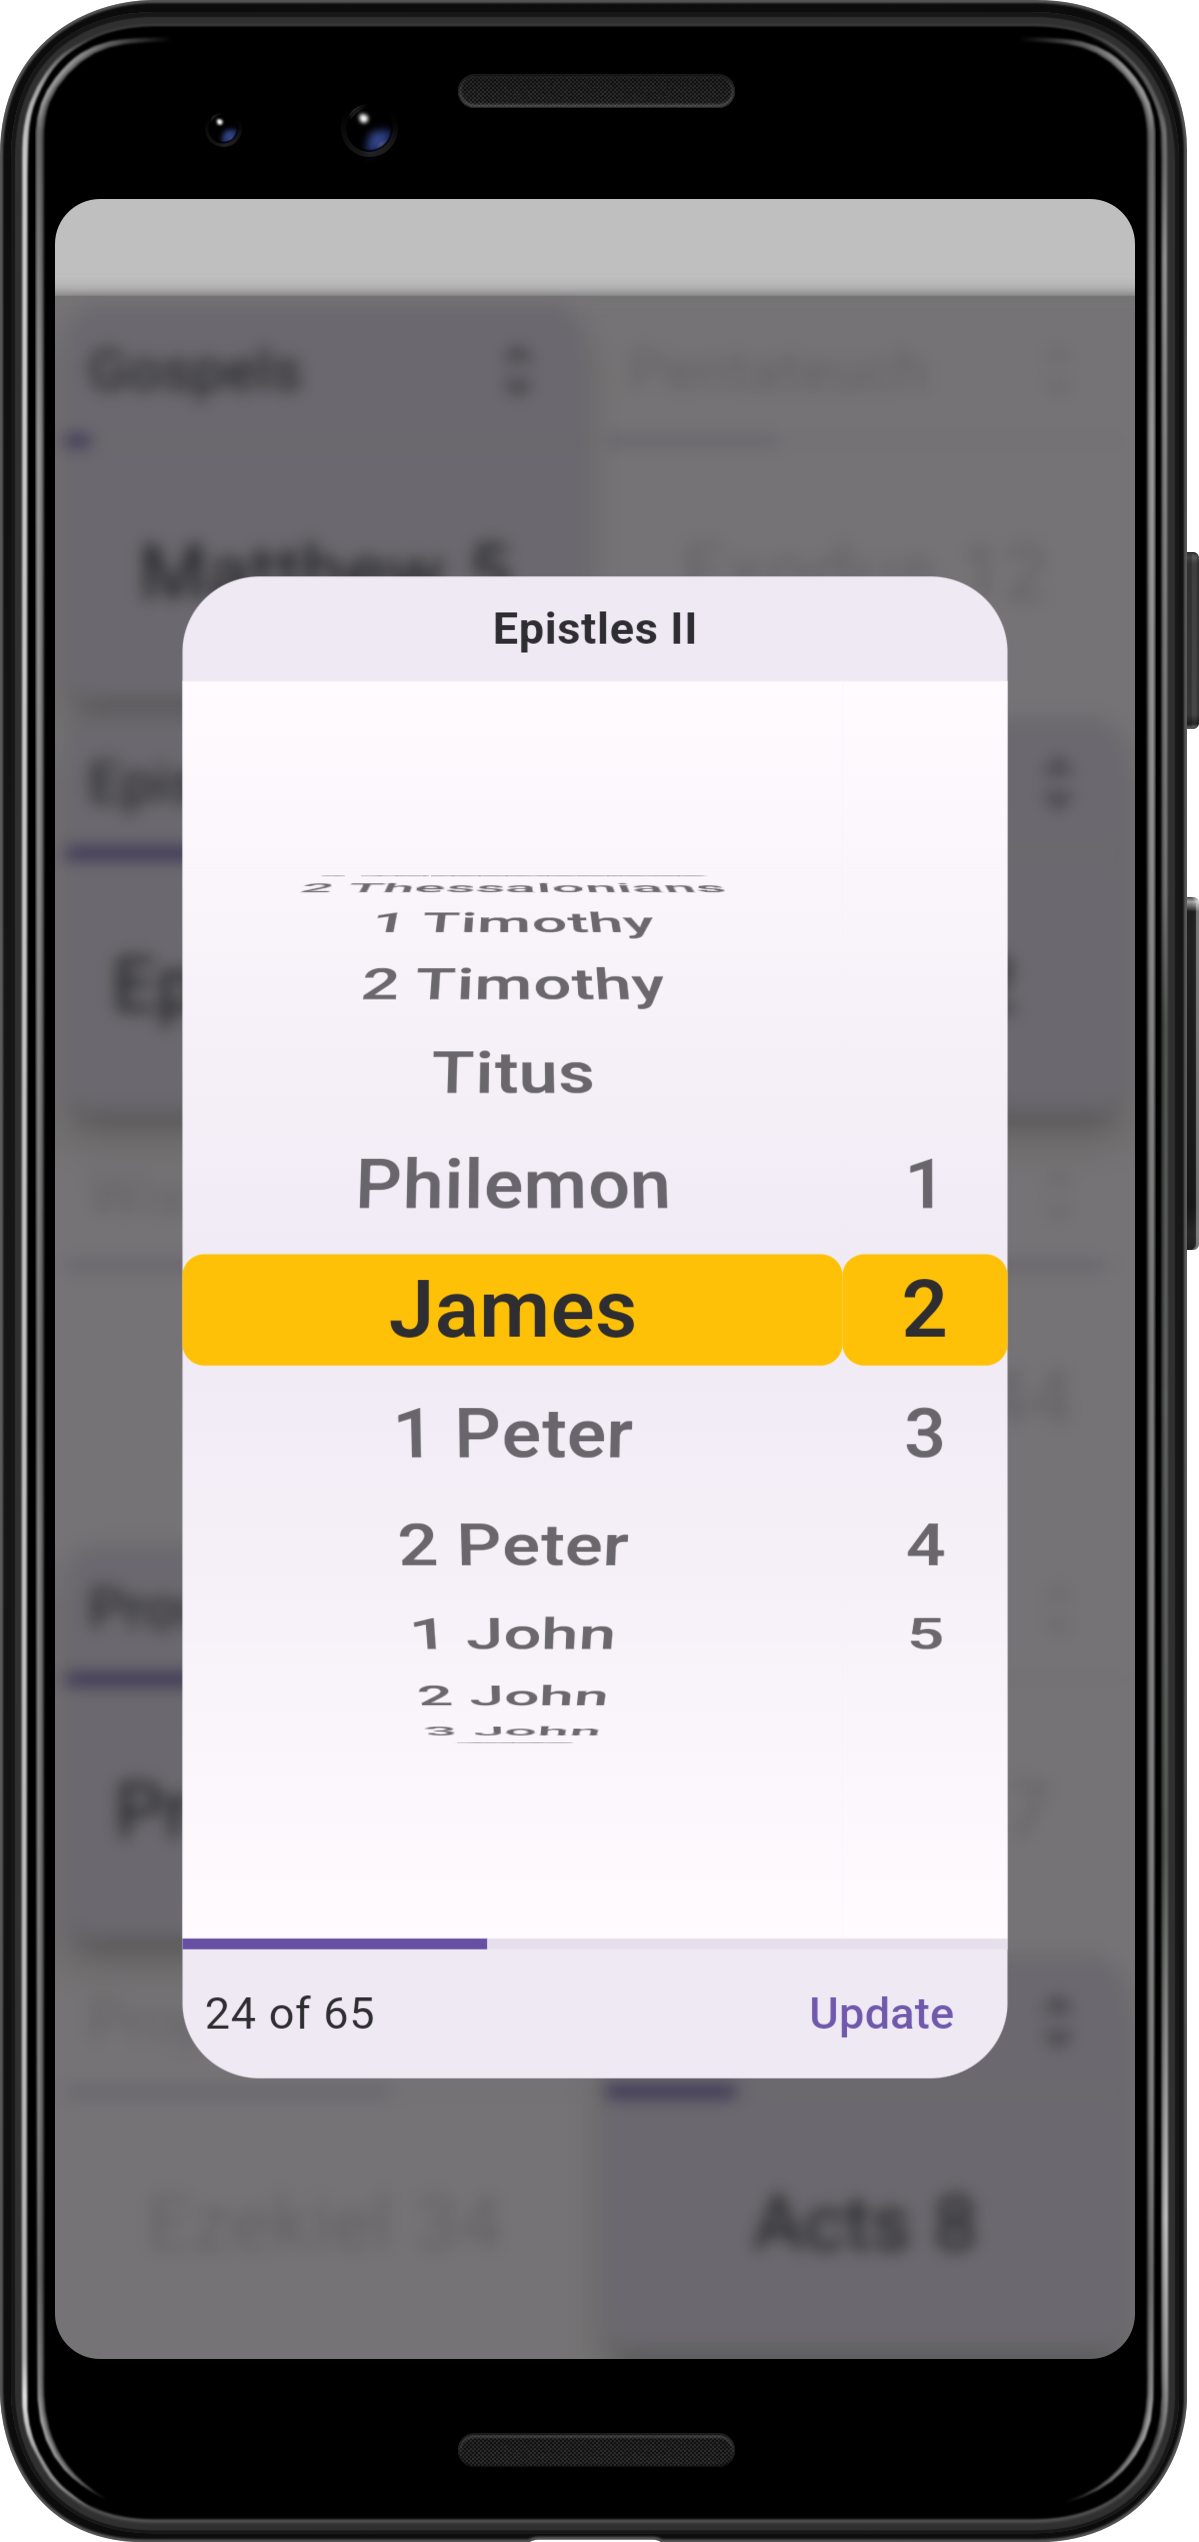 Gospels
Pentateuch
Matthew 5
Exodus 12
Epistles II
2 Thessalonians
1 Timothy
2 Timothy
Titus
Philemon 1
James 2
1 Peter 3
2 Peter 4
1 John 5
2 John
3 John
24 of 65 Update
Ezekiel 34
Acts 8